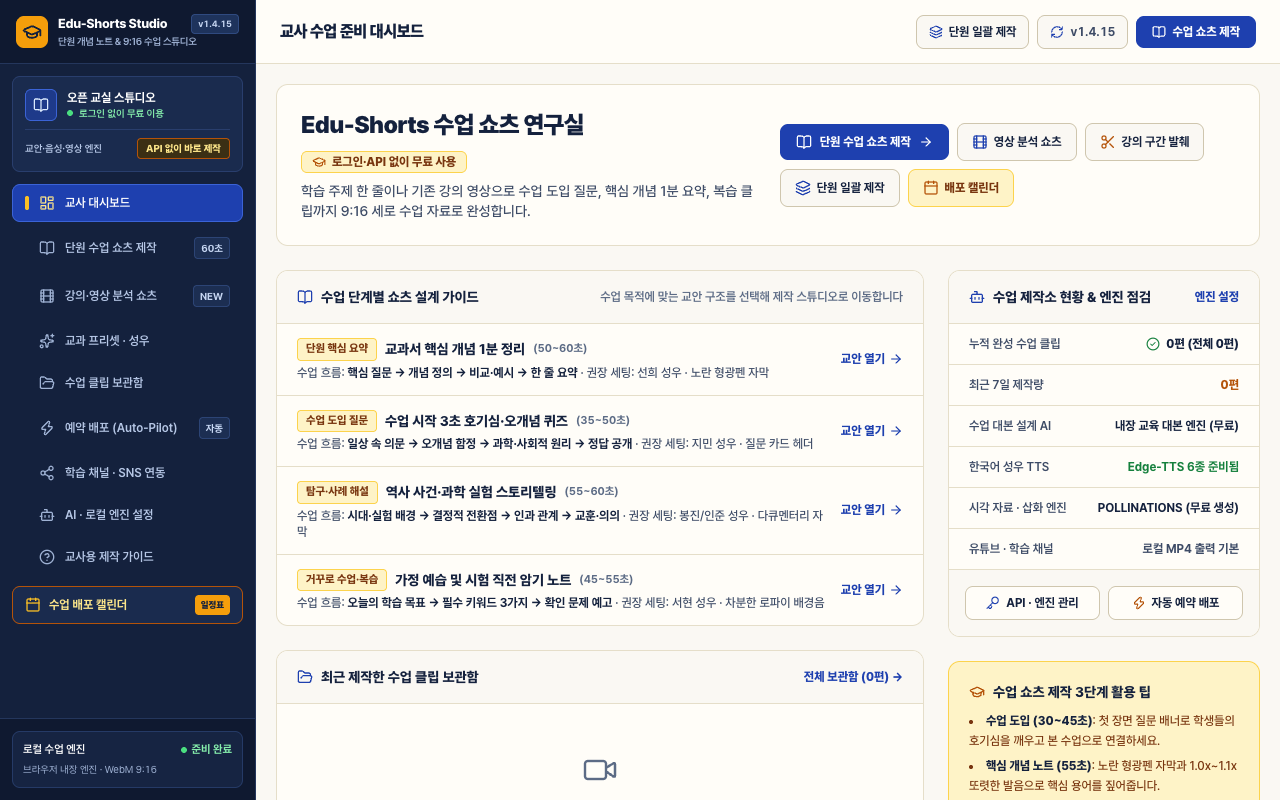 Edu-Shorts Studio
v1.4.15
단원 개념 노트 & 9:16 수업 스튜디오
오픈 교실 스튜디오
로그인 없이 무료 이용
교안·음성·영상 엔진
API 없이 바로 제작
교사 대시보드
단원 수업 쇼츠 제작
60초
강의·영상 분석 쇼츠
NEW
교과 프리셋 · 성우
수업 클립 보관함
예약 배포 (Auto-Pilot)
자동
학습 채널 · SNS 연동
AI · 로컬 엔진 설정
교사용 제작 가이드
수업 배포 캘린더
일정표
로컬 수업 엔진
준비 완료
브라우저 내장 엔진 · WebM 9:16
교사 수업 준비 대시보드
단원 일괄 제작
v1.4.15
수업 쇼츠 제작
Edu-Shorts 수업 쇼츠 연구실
로그인·API 없이 무료 사용
학습 주제 한 줄이나 기존 강의 영상으로 수업 도입 질문, 핵심 개념 1분 요약, 복습 클
립까지 9:16 세로 수업 자료로 완성합니다.
단원 수업 쇼츠 제작 →
영상 분석 쇼츠
강의 구간 발췌
단원 일괄 제작
배포 캘린더
수업 단계별 쇼츠 설계 가이드
수업 목적에 맞는 교안 구조를 선택해 제작 스튜디오로 이동합니다
단원 핵심 요약
교과서 핵심 개념 1분 정리 (50~60초)
수업 흐름: 핵심 질문 → 개념 정의 → 비교·예시 → 한 줄 요약 · 권장 세팅: 선희 성우 · 노란 형광펜 자막
교안 열기 →
수업 도입 질문
수업 시작 3초 호기심·오개념 퀴즈 (35~50초)
수업 흐름: 일상 속 의문 → 오개념 함정 → 과학·사회적 원리 → 정답 공개 · 권장 세팅: 지민 성우 · 질문 카드 헤더
교안 열기 →
탐구·사례 해설
역사 사건·과학 실험 스토리텔링 (55~60초)
수업 흐름: 시대·실험 배경 → 결정적 전환점 → 인과 관계 → 교훈·의의 · 권장 세팅: 봉진/인준 성우 · 다큐멘터리 자
막
교안 열기 →
거꾸로 수업·복습
가정 예습 및 시험 직전 암기 노트 (45~55초)
수업 흐름: 오늘의 학습 목표 → 필수 키워드 3가지 → 확인 문제 예고 · 권장 세팅: 서현 성우 · 차분한 로파이 배경음
교안 열기 →
최근 제작한 수업 클립 보관함
전체 보관함 (0편) →
수업 제작소 현황 & 엔진 점검
엔진 설정
누적 완성 수업 클립
0편 (전체 0편)
최근 7일 제작량
0편
수업 대본 설계 AI
내장 교육 대본 엔진 (무료)
한국어 성우 TTS
Edge-TTS 6종 준비됨
시각 자료 · 삽화 엔진
POLLINATIONS (무료 생성)
유튜브 · 학습 채널
로컬 MP4 출력 기본
API · 엔진 관리
자동 예약 배포
수업 쇼츠 제작 3단계 활용 팁
• 수업 도입 (30~45초): 첫 장면 질문 배너로 학생들의
호기심을 깨우고 본 수업으로 연결하세요.
• 핵심 개념 노트 (55초): 노란 형광펜 자막과 1.0x~1.1x
또렷한 발음으로 핵심 용어를 짚어줍니다.